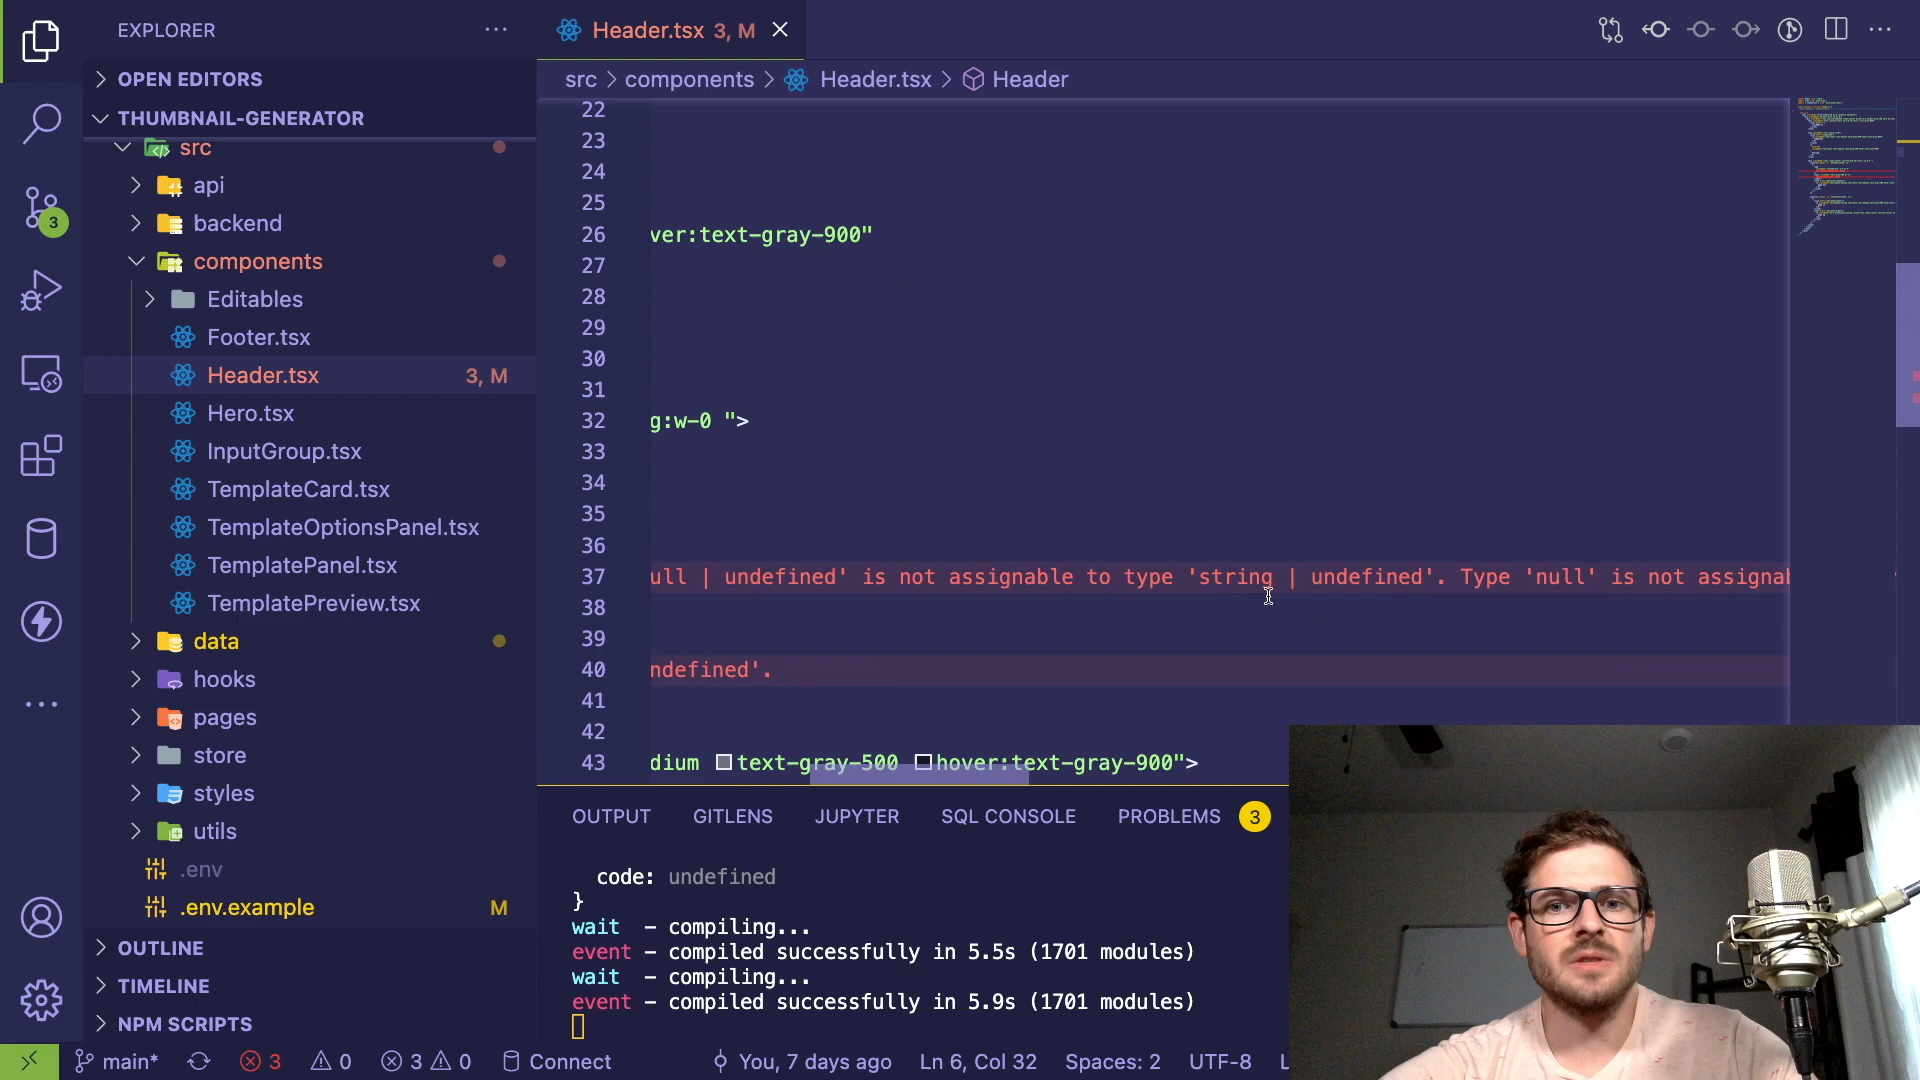 EXPLORER
Header.tsx 3, M
OPEN EDITORS
THUMBNAIL-GENERATOR
src
api
backend
components
Editables
Footer.tsx
Header.tsx 3, M
Hero.tsx
InputGroup.tsx
TemplateCard.tsx
TemplateOptionsPanel.tsx
TemplatePanel.tsx
TemplatePreview.tsx
data
hooks
pages
store
styles
utils
.env
.env.example M
OUTLINE
TIMELINE
NPM SCRIPTS
3
src > components > Header.tsx > Header
22
23
24
25
26 ver:text-gray-900"
27
28
29
30
31
32 g:w-0 ">
33
34
35
36
37 ull | undefined' is not assignable to type 'string | undefined'. Type 'null' is not assignab
38
39
40 ndefined'.
41
42
43 dium text-gray-500 hover:text-gray-900">
OUTPUT GITLENS JUPYTER SQL CONSOLE PROBLEMS 3
code: undefined
}
wait - compiling...
event - compiled successfully in 5.5s (1701 modules)
wait - compiling...
event - compiled successfully in 5.9s (1701 modules)
main* 3 0 3 0 Connect You, 7 days ago Ln 6, Col 32 Spaces: 2 UTF-8 L